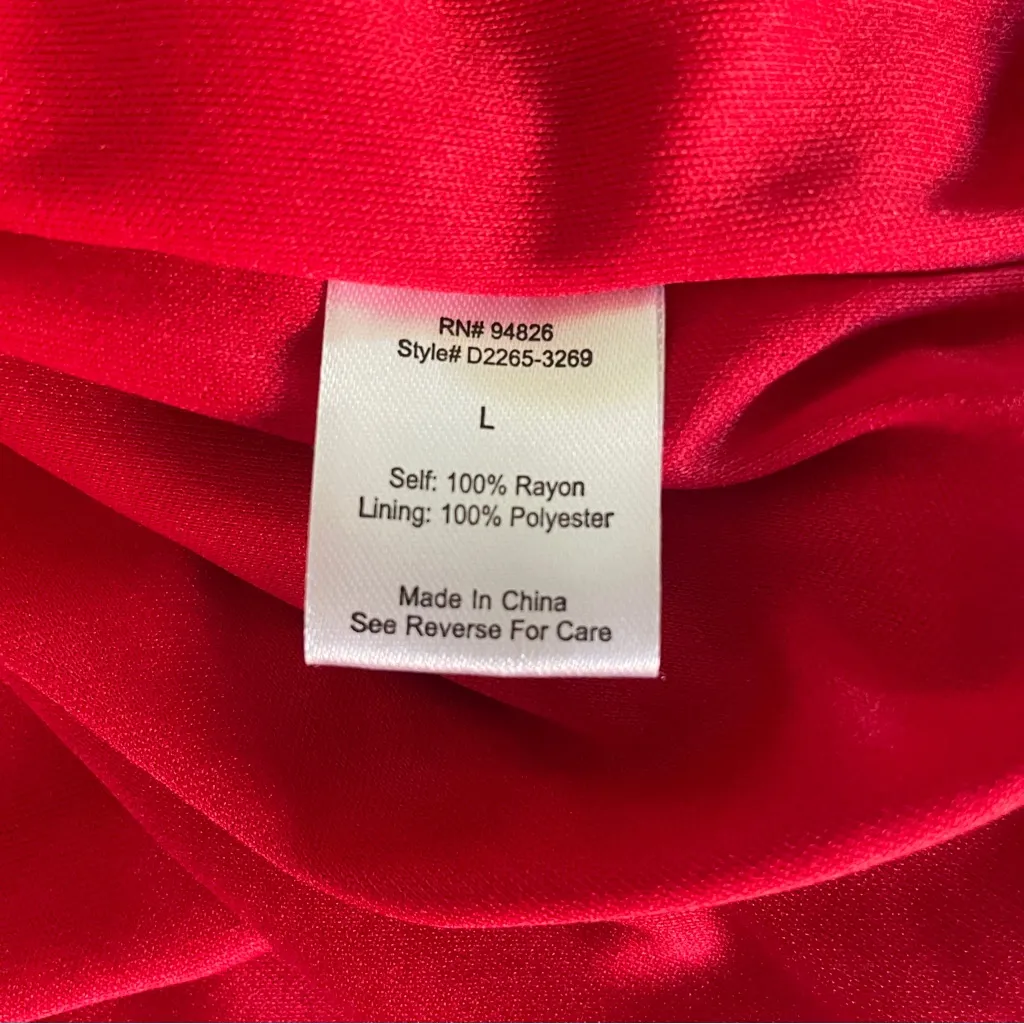 RN# 94826
Style# D2265-3269
L
Self: 100% Rayon
Lining: 100% Polyester
Made In China
See Reverse For Care